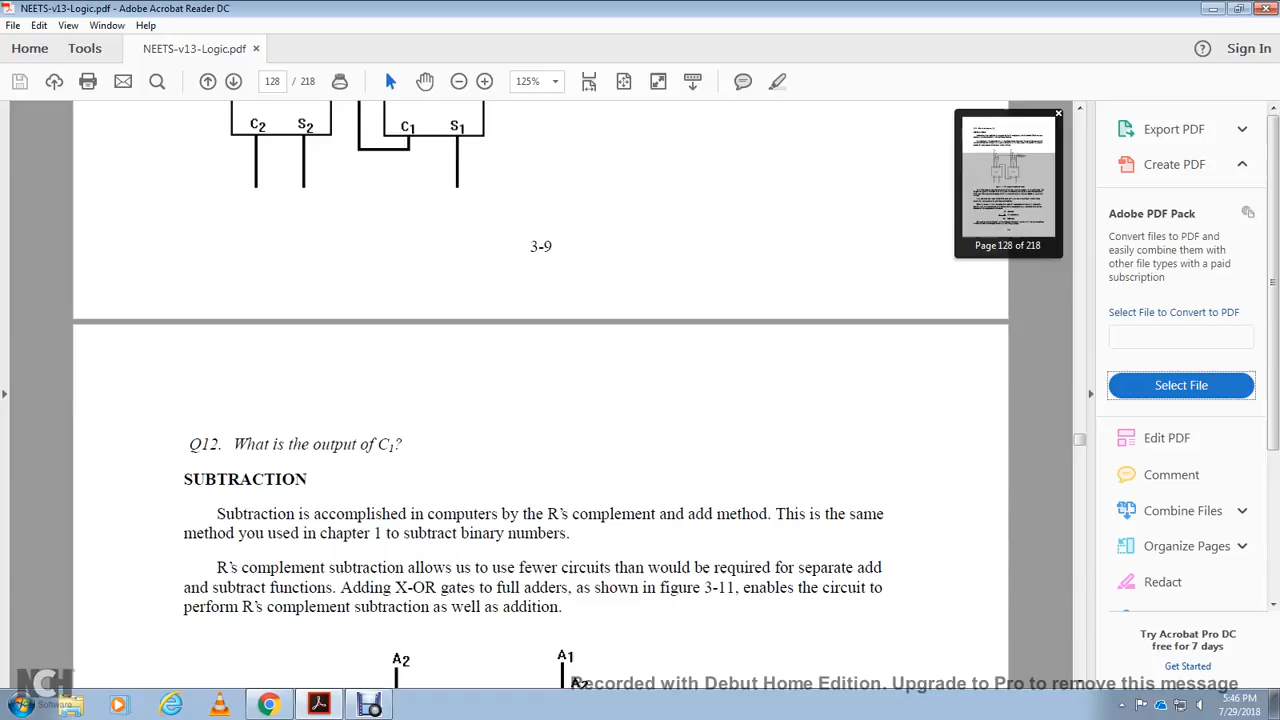 NEETS-v13-Logic.pdf - Adobe Acrobat Reader DC
File Edit View Window Help
Home Tools NEETS-v13-Logic.pdf × Sign In
128 / 218 125%
C2 S2 C1 S1
3-9
Page 128 of 218
Q12. What is the output of C1?
SUBTRACTION
Subtraction is accomplished in computers by the R's complement and add method. This is the same
method you used in chapter 1 to subtract binary numbers.
R's complement subtraction allows us to use fewer circuits than would be required for separate add
and subtract functions. Adding X-OR gates to full adders, as shown in figure 3-11, enables the circuit to
perform R's complement subtraction as well as addition.
A2 A1
A2
Export PDF
Create PDF
Adobe PDF Pack
Convert files to PDF and
easily combine them with
other file types with a paid
subscription
Select File to Convert to PDF
Select File
Edit PDF
Comment
Combine Files
Organize Pages
Redact
Try Acrobat Pro DC
free for 7 days
Get Started
Recorded with Debut Home Edition. Upgrade to Pro to remove this message
NCH
Software
5:46 PM
7/29/2018